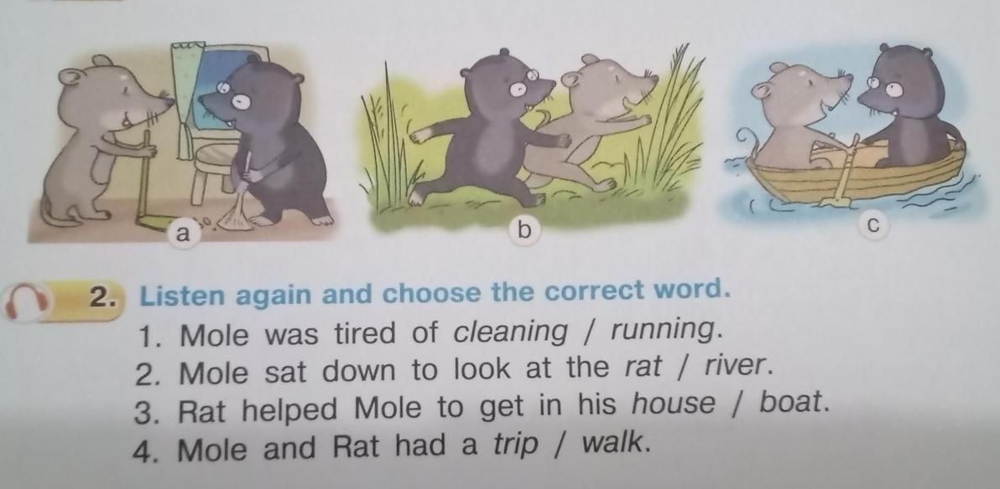 a
b
c
2. Listen again and choose the correct word.
1. Mole was tired of cleaning / running.
2. Mole sat down to look at the rat / river.
3. Rat helped Mole to get in his house / boat.
4. Mole and Rat had a trip / walk.